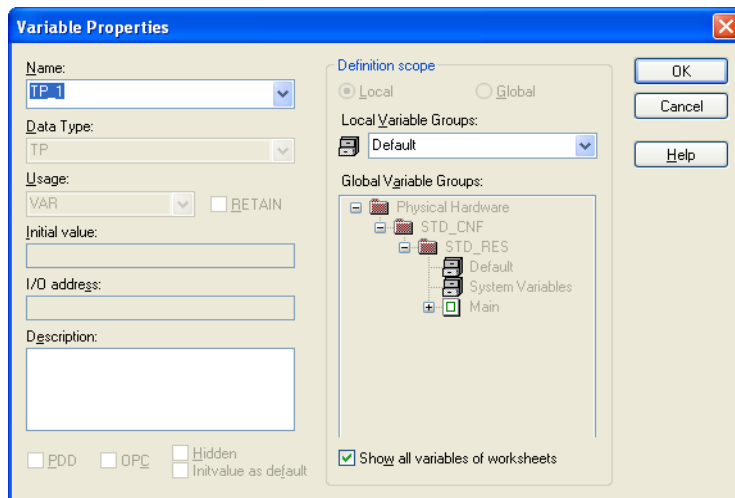 Variable Properties
Name:
TP_1
Data Type:
TP
Usage:
VAR
RETAIN
Initial value:
I/O address:
Description:
PDD
OPC
Hidden
Initvalue as default
Definition scope
Local
Global
Local Variable Groups:
Default
Global Variable Groups:
Physical Hardware
STD_CNF
STD_RES
Default
System Variables
Main
Show all variables of worksheets
OK
Cancel
Help